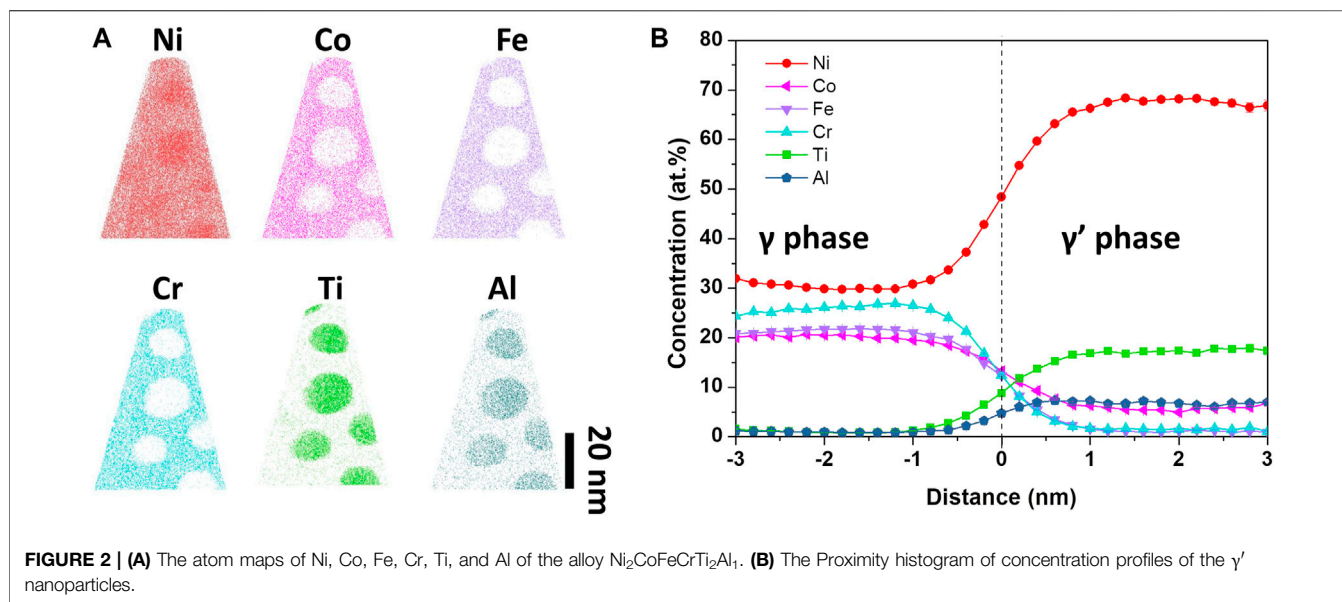 A
Ni
Co
Fe
Cr
Ti
Al
20 nm
B
80
70
60
50
40
30
20
10
0
Concentration (at.%)
Ni
Co
Fe
Cr
Ti
Al
γ phase
γ' phase
-3
-2
-1
0
1
2
3
Distance (nm)
FIGURE 2 | (A) The atom maps of Ni, Co, Fe, Cr, Ti, and Al of the alloy Ni₂CoFeCrTi₂Al₁. (B) The Proximity histogram of concentration profiles of the γ′
nanoparticles.